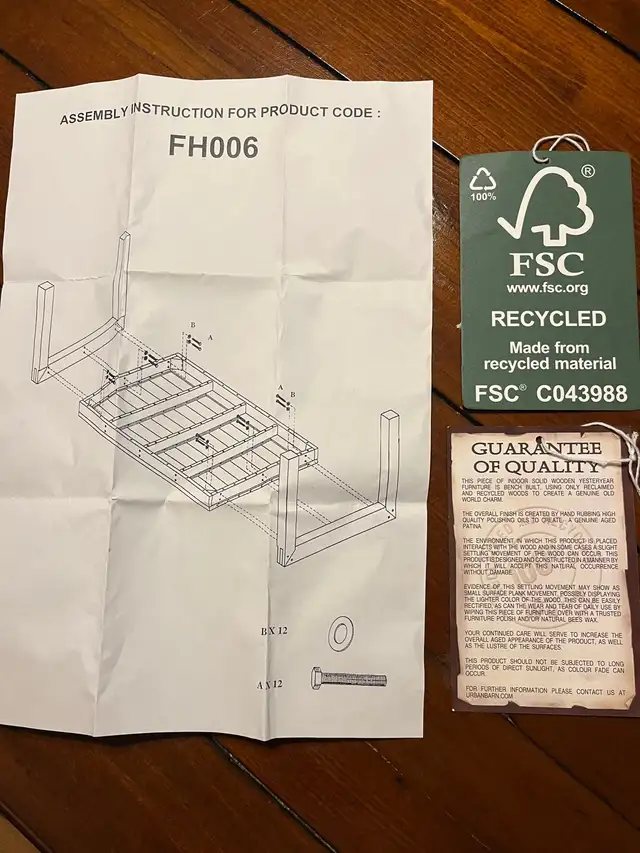 ASSEMBLY INSTRUCTION FOR PRODUCT CODE :
FH006
B
A
A
B
B X 12
A X 12
100%
®
FSC
www.fsc.org
RECYCLED
Made from
recycled material
FSC® C043988
GUARANTEE
OF QUALITY
THIS PIECE OF INDOOR SOLID WOODEN YESTERYEAR
FURNITURE IS BENCH BUILT, USING ONLY RECLAIMED
AND RECYCLED WOODS TO CREATE A GENUINE OLD
WORLD CHARM.
THE OVERALL FINISH IS CREATED BY HAND RUBBING HIGH
QUALITY POLISHING OILS TO CREATE A GENUINE AGED
PATINA.
THE ENVIRONMENT IN WHICH THIS PRODUCT IS PLACED
INTERACTS WITH THE WOOD AND IN SOME CASES A SLIGHT
SETTLING MOVEMENT OF THE WOOD CAN OCCUR. THIS
PRODUCT IS DESIGNED AND CONSTRUCTED IN A MANNER BY
WHICH IT WILL ACCEPT THIS NATURAL OCCURRENCE
WITHOUT DAMAGE.
EVIDENCE OF THIS SETTLING MOVEMENT MAY SHOW AS
SMALL SURFACE PLANK MOVEMENT, POSSIBLY DISPLAYING
THE LIGHTER COLOR OF THE WOOD. THIS CAN BE EASILY
RECTIFIED, AS CAN THE WEAR AND TEAR OF DAILY USE BY
WIPING THIS PIECE OF FURNITURE OVER WITH A TRUSTED
FURNITURE POLISH AND/OR NATURAL BEES WAX.
YOUR CONTINUED CARE WILL SERVE TO INCREASE THE
OVERALL AGED APPEARANCE OF THE PRODUCT, AS WELL
AS THE LUSTRE OF THE SURFACES.
THIS PRODUCT SHOULD NOT BE SUBJECTED TO LONG
PERIODS OF DIRECT SUNLIGHT, AS COLOUR FADE CAN
OCCUR.
FOR FURTHER INFORMATION PLEASE CONTACT US AT
URBANBARN.COM